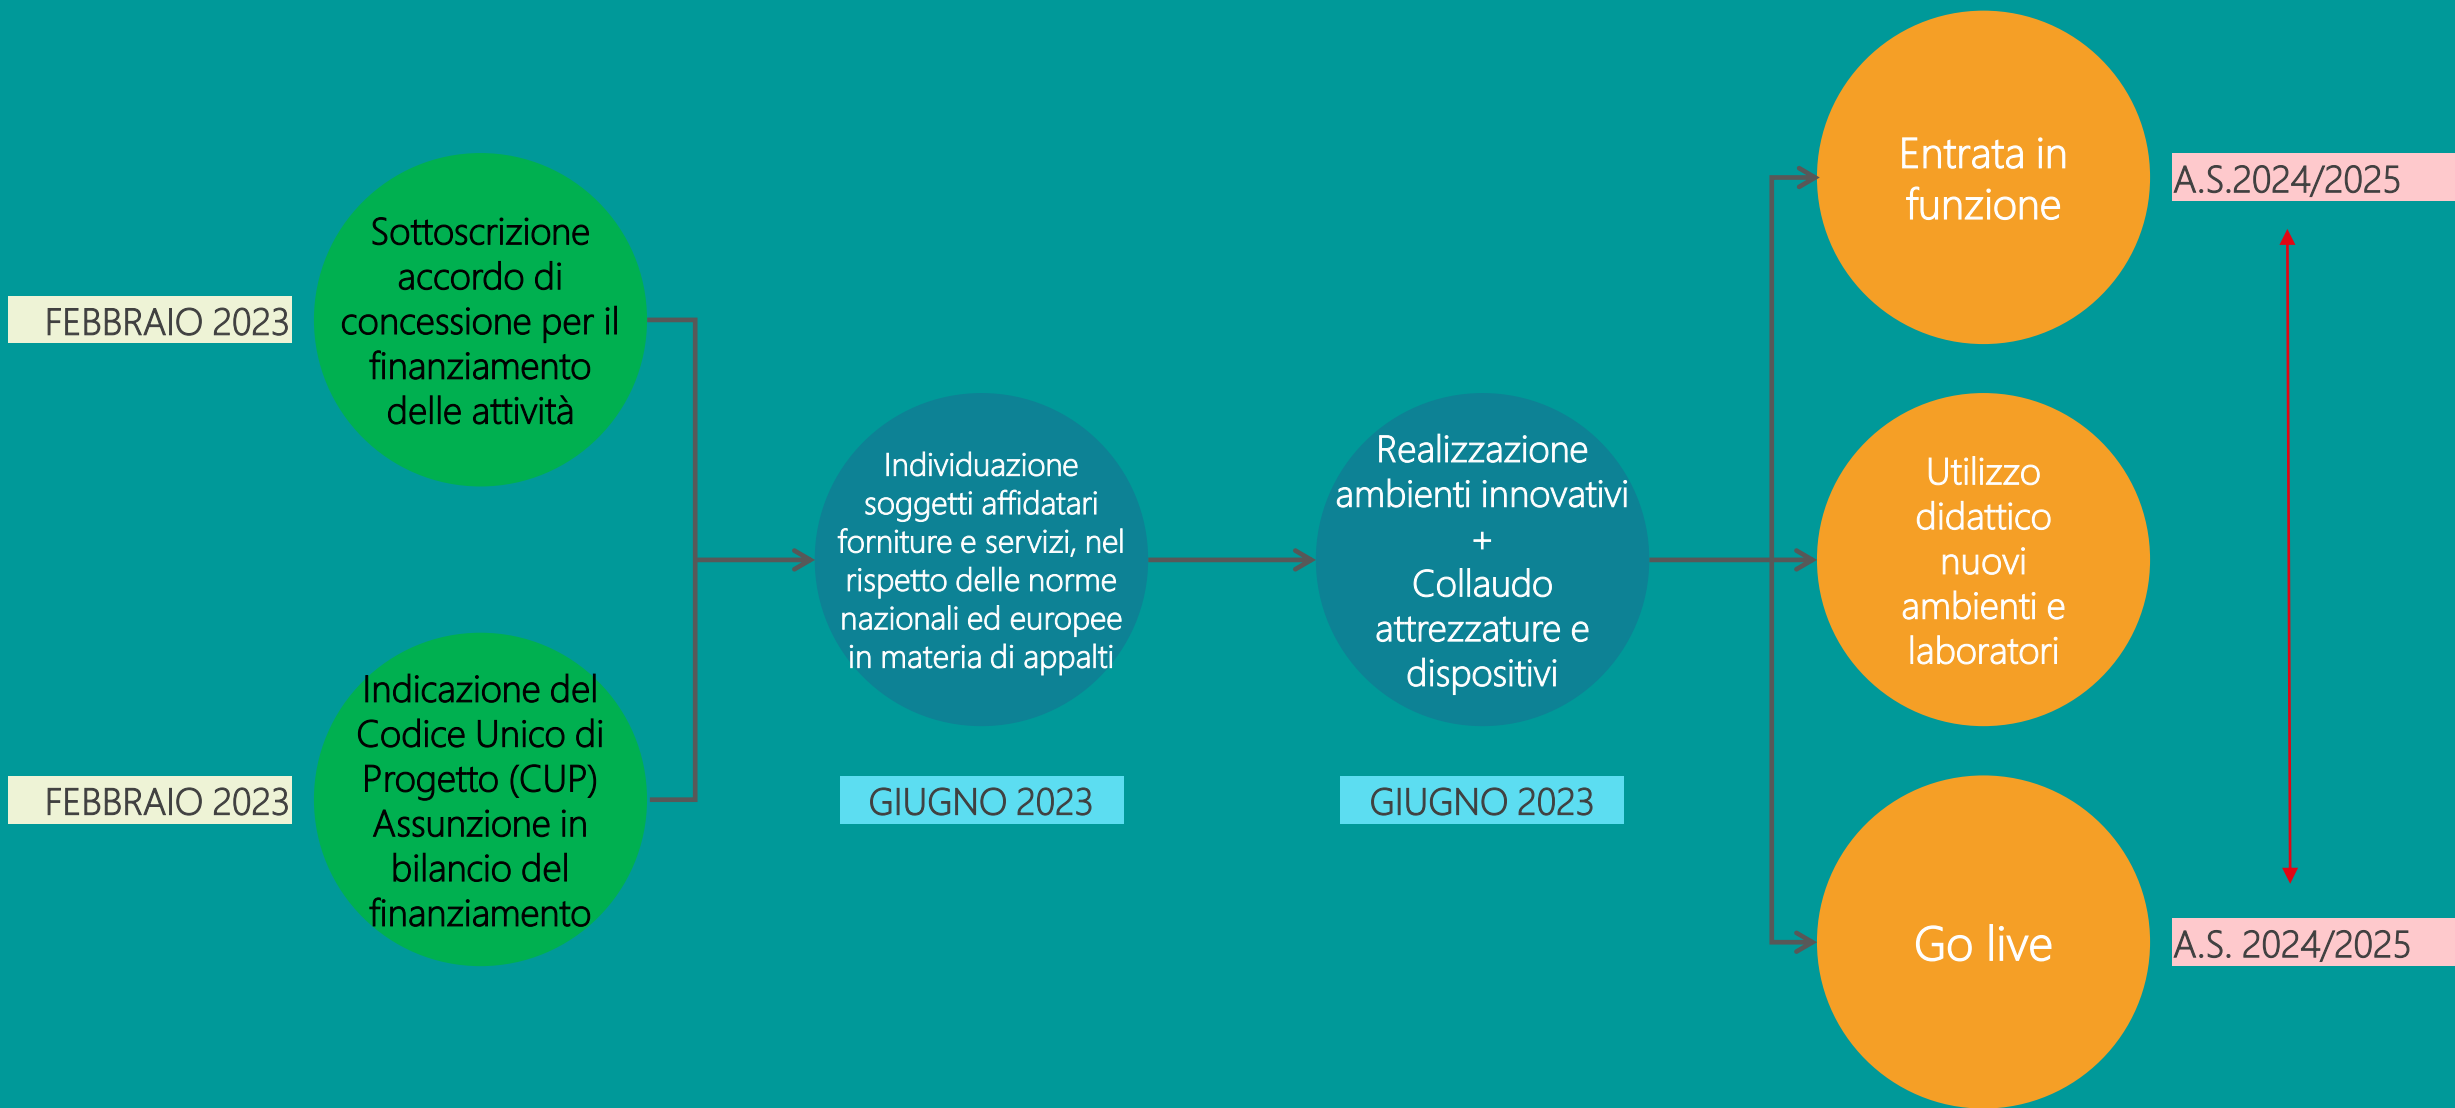 FEBBRAIO 2023
Sottoscrizione
accordo di
concessione per il
finanziamento
delle attività
FEBBRAIO 2023
Indicazione del
Codice Unico di
Progetto (CUP)
Assunzione in
bilancio del
finanziamento
Individuazione
soggetti affidatari
forniture e servizi, nel
rispetto delle norme
nazionali ed europee
in materia di appalti
GIUGNO 2023
Realizzazione
ambienti innovativi
+
Collaudo
attrezzature e
dispositivi
GIUGNO 2023
Entrata in
funzione
A.S.2024/2025
Utilizzo
didattico
nuovi
ambienti e
laboratori
Go live
A.S. 2024/2025